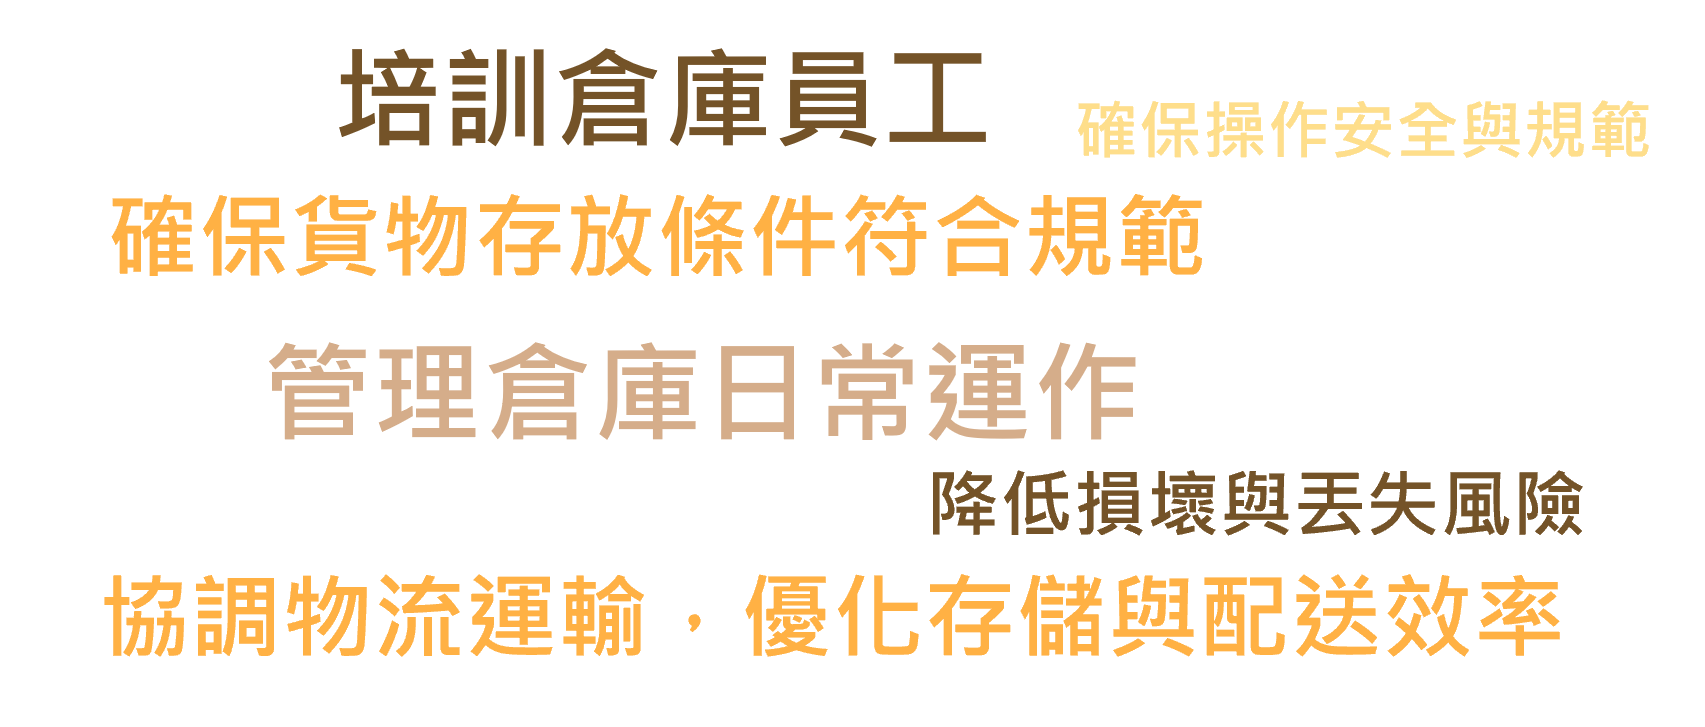 培訓倉庫員工
確保操作安全與規範
確保貨物存放條件符合規範
管理倉庫日常運作
降低損壞與丟失風險
協調物流運輸，優化存儲與配送效率